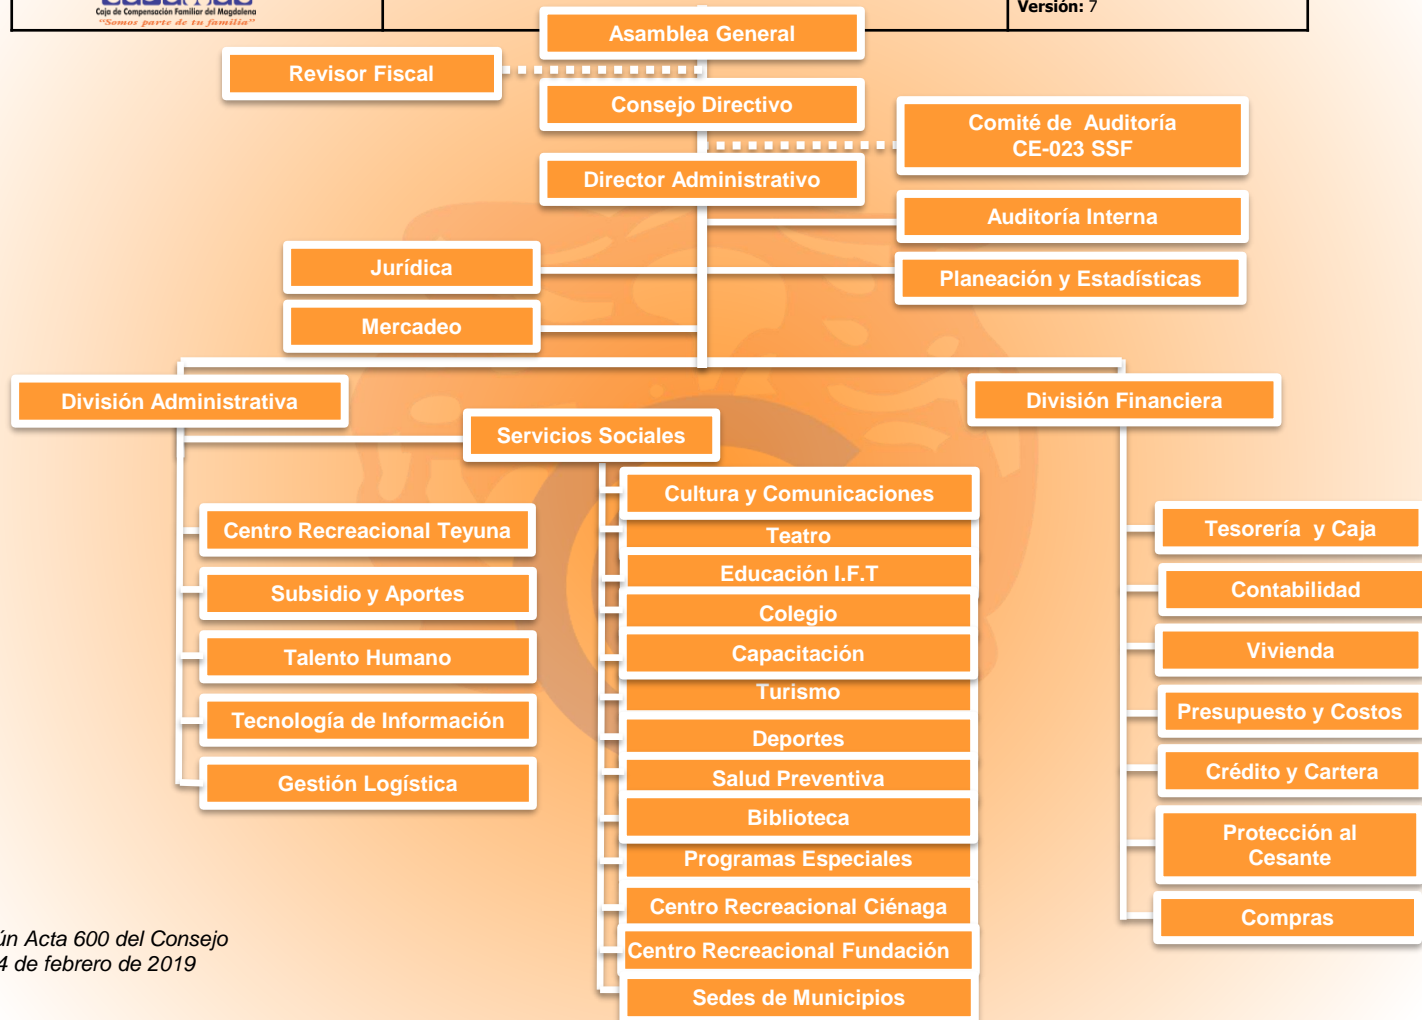 Caja de Compensación Familiar del Magdalena
"Somos parte de tu familia"
Versión: 7
Asamblea General
Revisor Fiscal
Consejo Directivo
Comité de Auditoría
CE-023 SSF
Director Administrativo
Auditoría Interna
Jurídica
Planeación y Estadísticas
Mercadeo
División Administrativa
División Financiera
Servicios Sociales
Cultura y Comunicaciones
Teatro
Educación I.F.T
Colegio
Capacitación
Turismo
Deportes
Salud Preventiva
Biblioteca
Programas Especiales
Centro Recreacional Ciénaga
Centro Recreacional Fundación
Sedes de Municipios
Centro Recreacional Teyuna
Subsidio y Aportes
Talento Humano
Tecnología de Información
Gestión Logística
Tesorería y Caja
Contabilidad
Vivienda
Presupuesto y Costos
Crédito y Cartera
Protección al
Cesante
Compras
ún Acta 600 del Consejo
4 de febrero de 2019